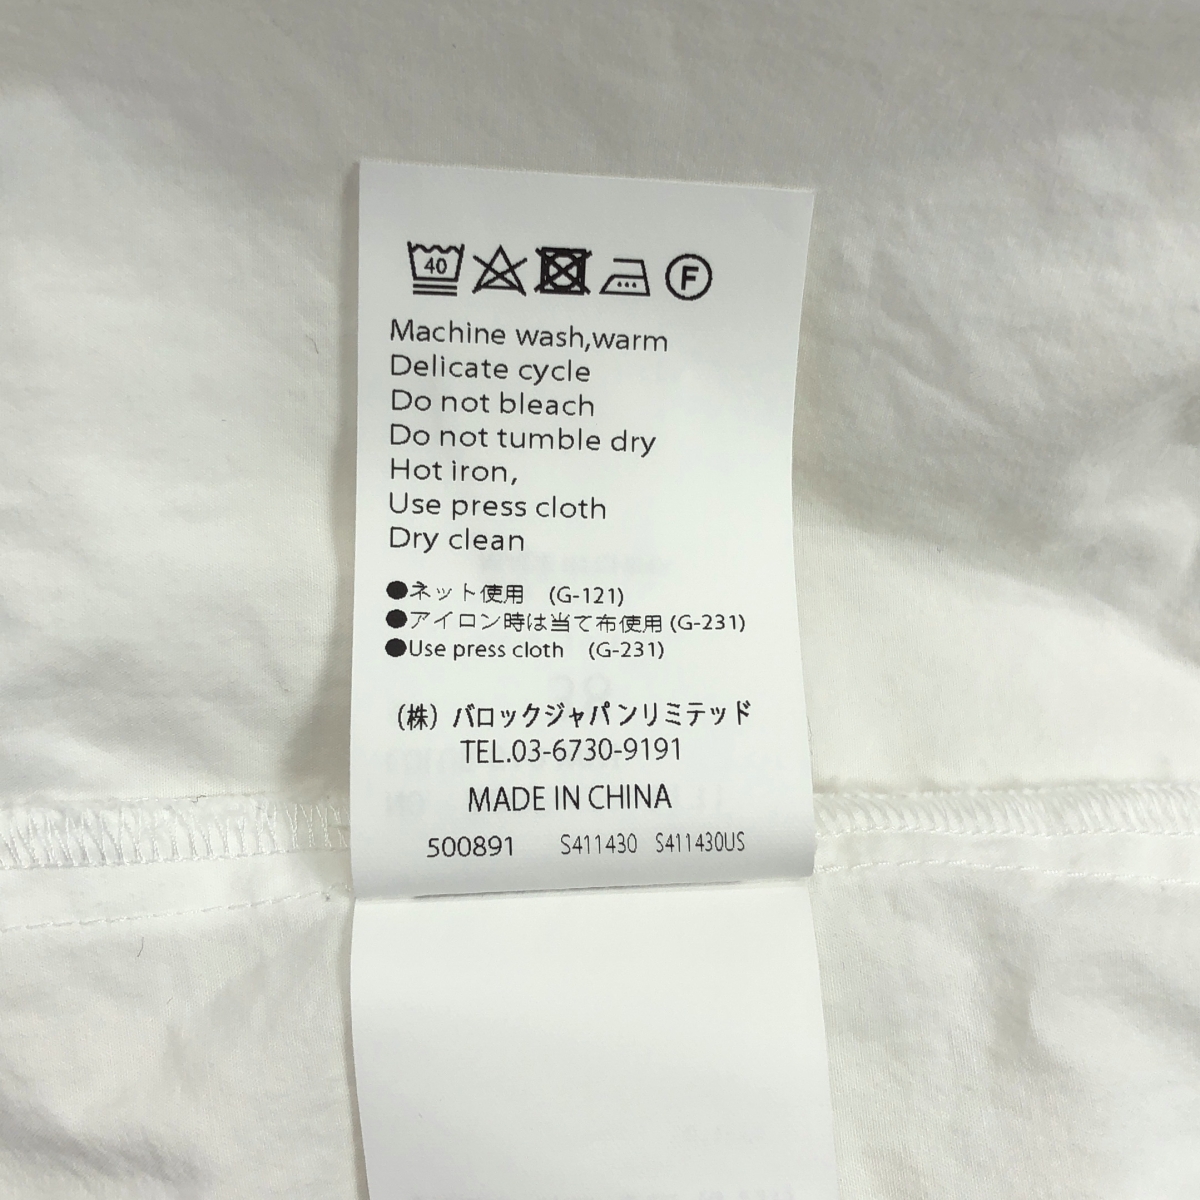 40 F
Machine wash,warm
Delicate cycle
Do not bleach
Do not tumble dry
Hot iron,
Use press cloth
Dry clean
●ネット使用 (G-121)
●アイロン時は当て布使用 (G-231)
●Use press cloth (G-231)
(株) バロックジャパンリミテッド
TEL.03-6730-9191
MADE IN CHINA
500891 S411430 S411430US